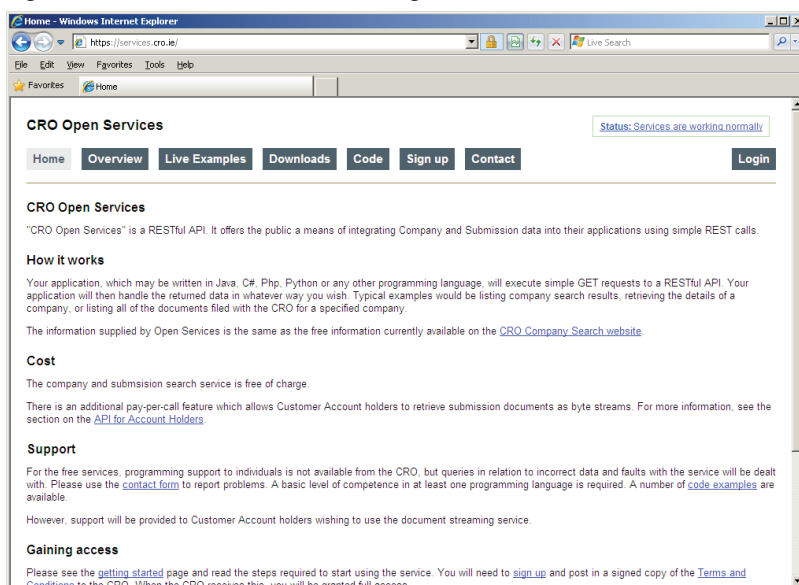 Home - Windows Internet Explorer
https://services.cro.ie/
Live Search
File Edit View Favorites Tools Help
Favorites Home
CRO Open Services
Status: Services are working normally
Home Overview Live Examples Downloads Code Sign up Contact Login
CRO Open Services
"CRO Open Services" is a RESTful API. It offers the public a means of integrating Company and Submission data into their applications using simple REST calls.
How it works
Your application, which may be written in Java, C#, Php, Python or any other programming language, will execute simple GET requests to a RESTful API. Your
application will then handle the returned data in whatever way you wish. Typical examples would be listing company search results, retrieving the details of a
company, or listing all of the documents filed with the CRO for a specified company.
The information supplied by Open Services is the same as the free information currently available on the CRO Company Search website.
Cost
The company and submsision search service is free of charge.
There is an additional pay-per-call feature which allows Customer Account holders to retrieve submission documents as byte streams. For more information, see the
section on the API for Account Holders.
Support
For the free services, programming support to individuals is not available from the CRO, but queries in relation to incorrect data and faults with the service will be dealt
with. Please use the contact form to report problems. A basic level of competence in at least one programming language is required. A number of code examples are
available.
However, support will be provided to Customer Account holders wishing to use the document streaming service.
Gaining access
Please see the getting started page and read the steps required to start using the service. You will need to sign up and post in a signed copy of the Terms and
Conditions to the CRO. When the CRO receives this, you will be granted full access.